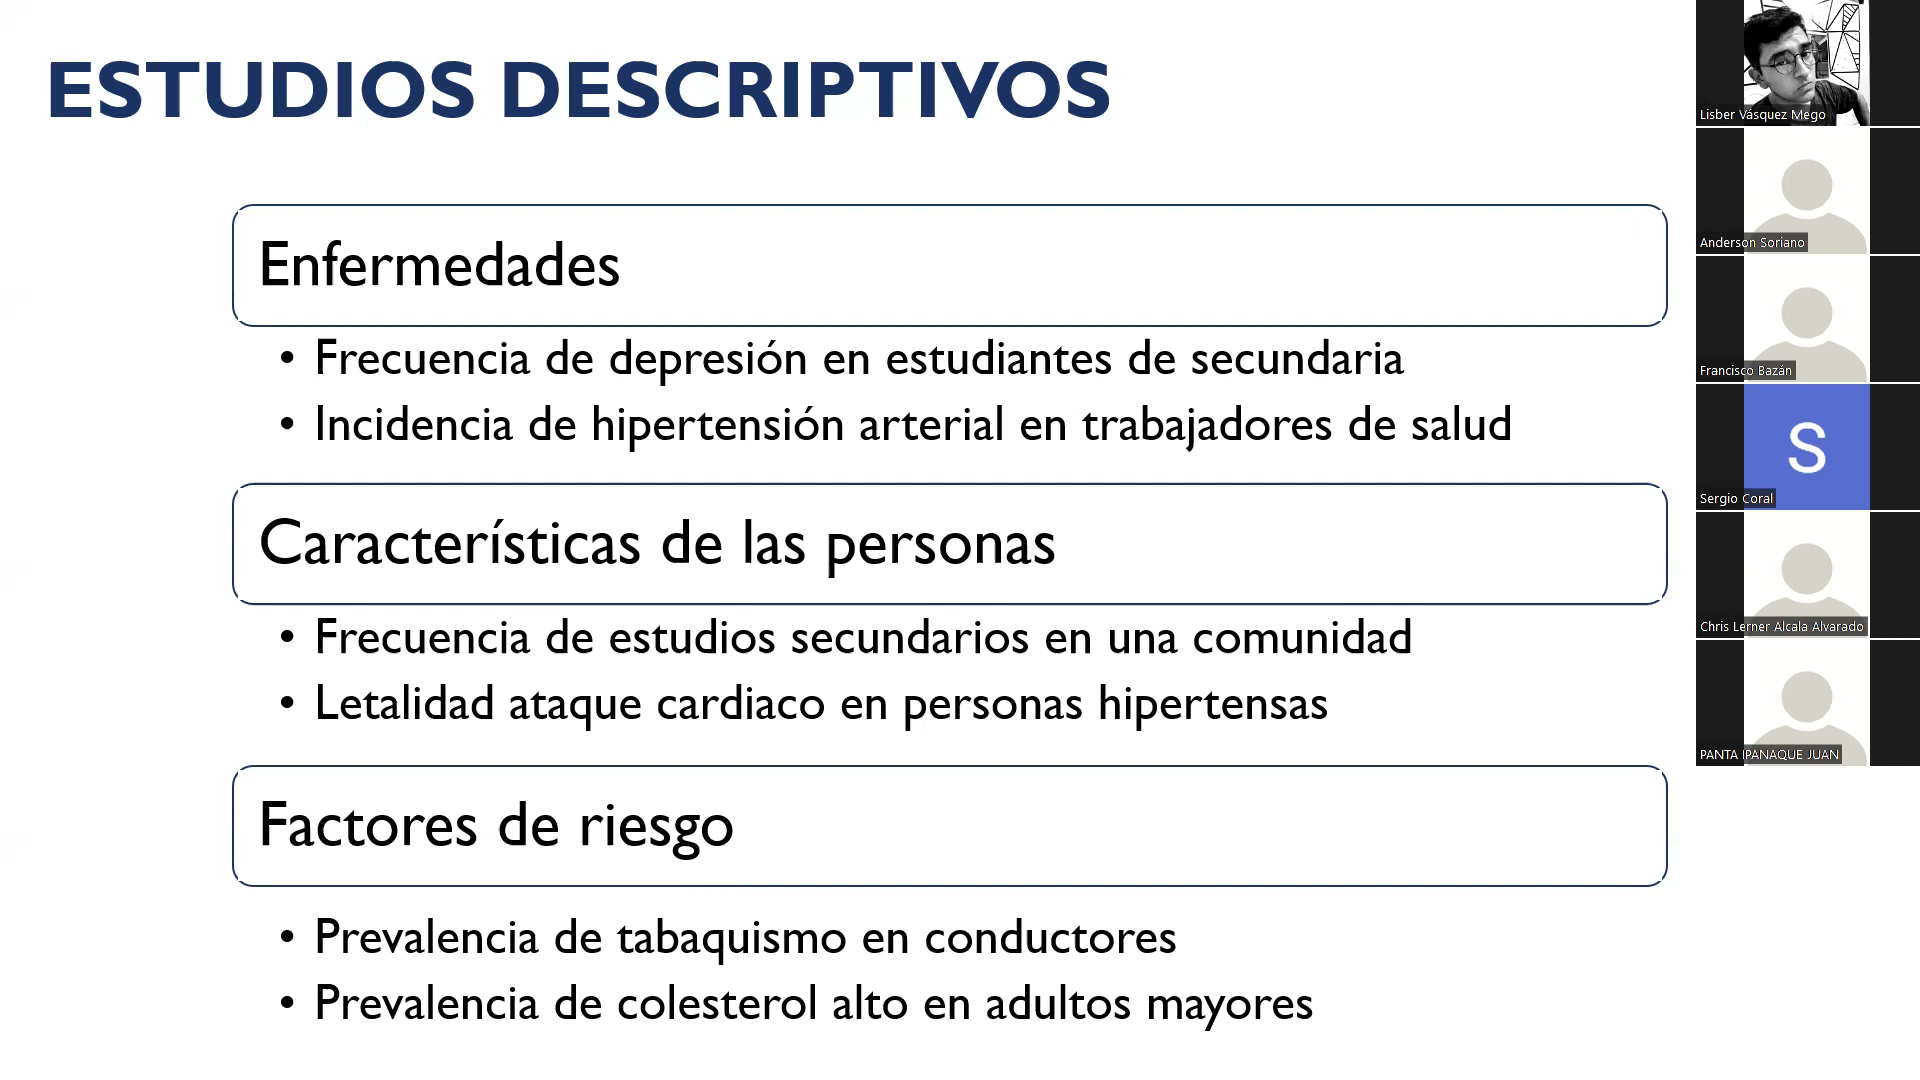 ESTUDIOS DESCRIPTIVOS
Enfermedades
• Frecuencia de depresión en estudiantes de secundaria
• Incidencia de hipertensión arterial en trabajadores de salud
Características de las personas
• Frecuencia de estudios secundarios en una comunidad
• Letalidad ataque cardiaco en personas hipertensas
Factores de riesgo
• Prevalencia de tabaquismo en conductores
• Prevalencia de colesterol alto en adultos mayores
Lisber Vásquez Mego
Anderson Soriano
Francisco Bazán
S
Sergio Coral
Chris Lerner Alcala Alvarado
PANTA IPANAQUE JUAN